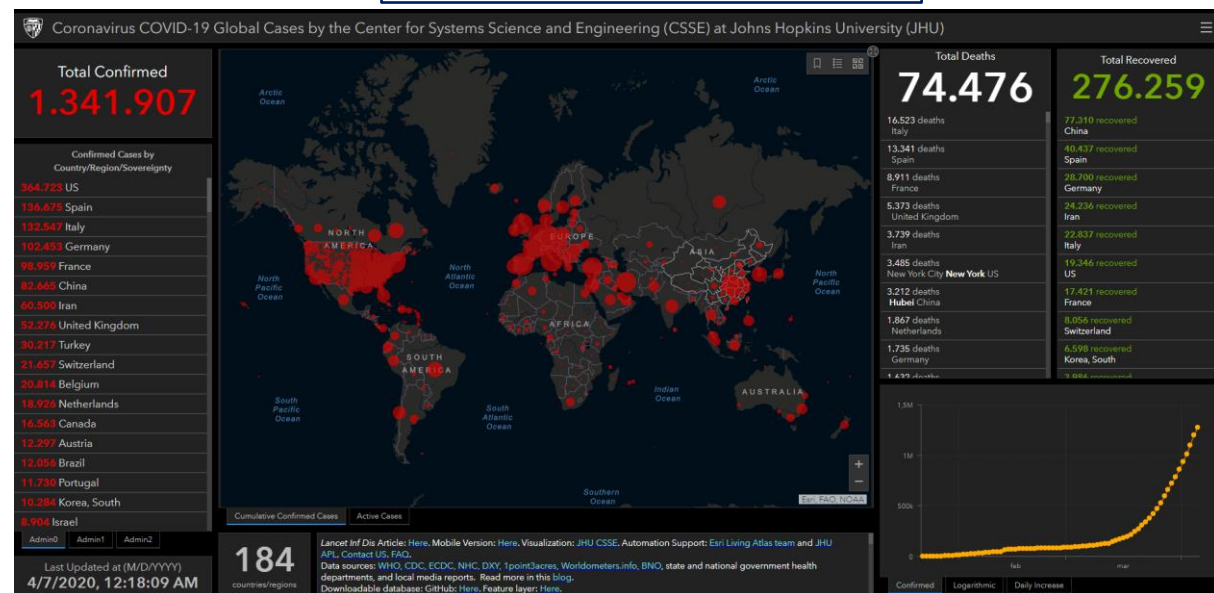 Coronavirus COVID-19 Global Cases by the Center for Systems Science and Engineering (CSSE) at Johns Hopkins University (JHU)
Total Confirmed
1.341.907
Confirmed Cases by
Country/Region/Sovereignty
364.723 US
136.675 Spain
132.547 Italy
102.453 Germany
98.959 France
82.665 China
60.500 Iran
52.276 United Kingdom
30.217 Turkey
21.657 Switzerland
20.814 Belgium
18.926 Netherlands
16.563 Canada
12.297 Austria
12.056 Brazil
11.730 Portugal
10.284 Korea, South
8.904 Israel
Admin0 Admin1 Admin2
Last Updated at (M/D/YYYY)
4/7/2020, 12:18:09 AM
Arctic
Ocean
Arctic
Ocean
NORTH
AMERICA
EUROPE
ASIA
North
Pacific
Ocean
North
Atlantic
Ocean
North
Pacific
Ocean
AFRICA
SOUTH
AMERICA
Indian
Ocean
AUSTRALIA
South
Pacific
Ocean
South
Atlantic
Ocean
Southern
Ocean
+
−
Esri, FAO, NOAA
Cumulative Confirmed Cases Active Cases
184
countries/regions
Lancet Inf Dis Article: Here. Mobile Version: Here. Visualization: JHU CSSE. Automation Support: Esri Living Atlas team and JHU
APL. Contact US. FAQ.
Data sources: WHO, CDC, ECDC, NHC, DXY, 1point3acres, Worldometers.info, BNO, state and national government health
departments, and local media reports. Read more in this blog.
Downloadable database: GitHub: Here. Feature layer: Here.
Total Deaths
74.476
16.523 deaths
Italy
13.341 deaths
Spain
8.911 deaths
France
5.373 deaths
United Kingdom
3.739 deaths
Iran
3.485 deaths
New York City New York US
3.212 deaths
Hubei China
1.867 deaths
Netherlands
1.735 deaths
Germany
Total Recovered
276.259
77.310 recovered
China
40.437 recovered
Spain
28.700 recovered
Germany
24.236 recovered
Iran
22.837 recovered
Italy
19.346 recovered
US
17.421 recovered
France
8.056 recovered
Switzerland
6.598 recovered
Korea, South
1,5M
1M
500k
0
feb mar
Confirmed Logarithmic Daily Increase